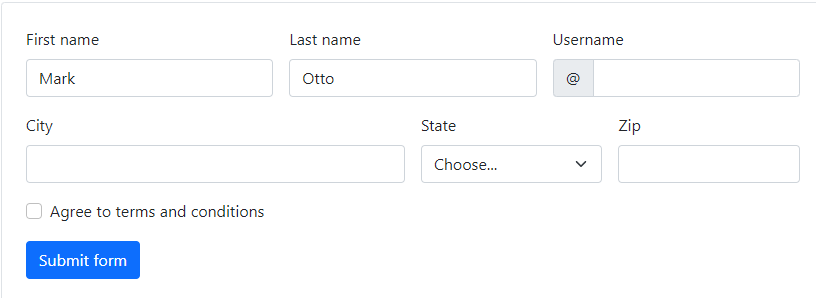 First name Last name Username
Mark Otto @
City State Zip
Choose...
Agree to terms and conditions
Submit form